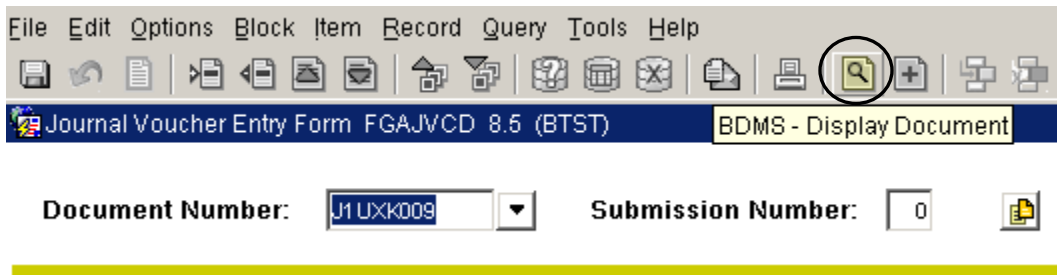 File Edit Options Block Item Record Query Tools Help
Journal Voucher Entry Form FGAJVCD 8.5 (BTST)
BDMS - Display Document
Document Number: J1UXK009 Submission Number: 0